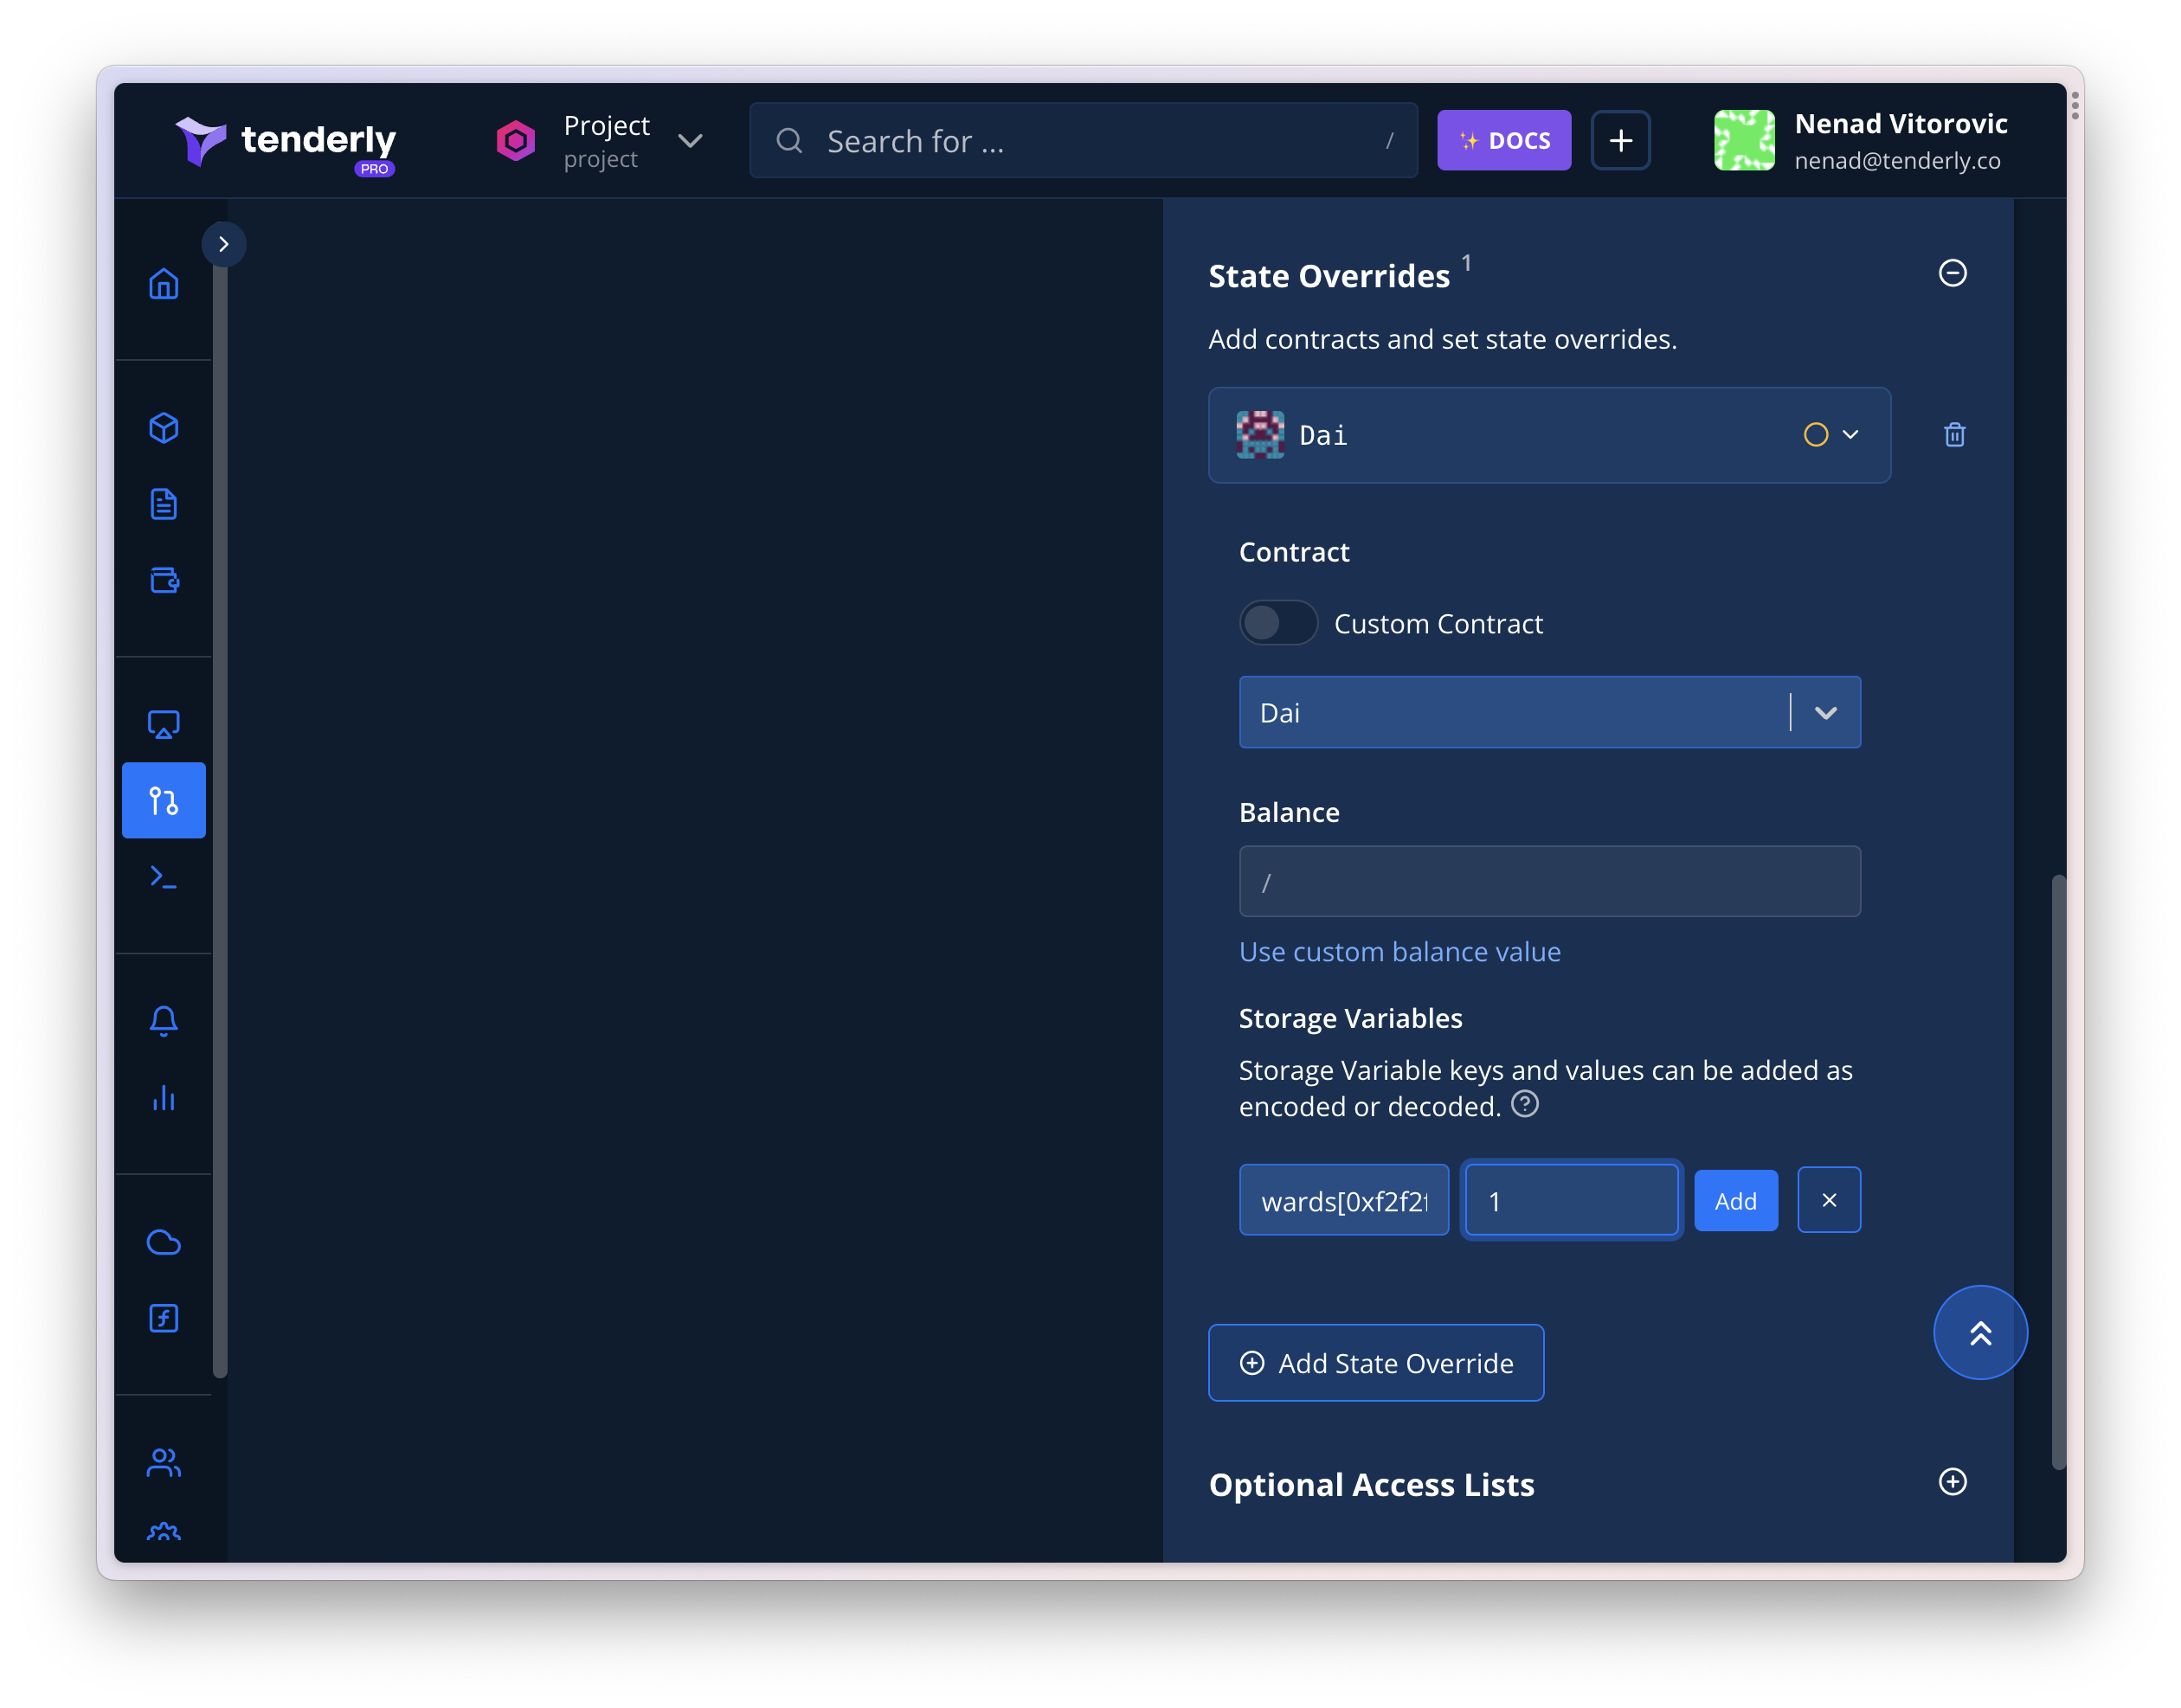 tenderly
PRO
Project
project
Search for ...
/
DOCS
Nenad Vitorovic
nenad@tenderly.co
State Overrides 1
Add contracts and set state overrides.
Dai
Contract
Custom Contract
Dai
Balance
/
Use custom balance value
Storage Variables
Storage Variable keys and values can be added as
encoded or decoded.
wards[0xf2f2
1
Add
Add State Override
Optional Access Lists